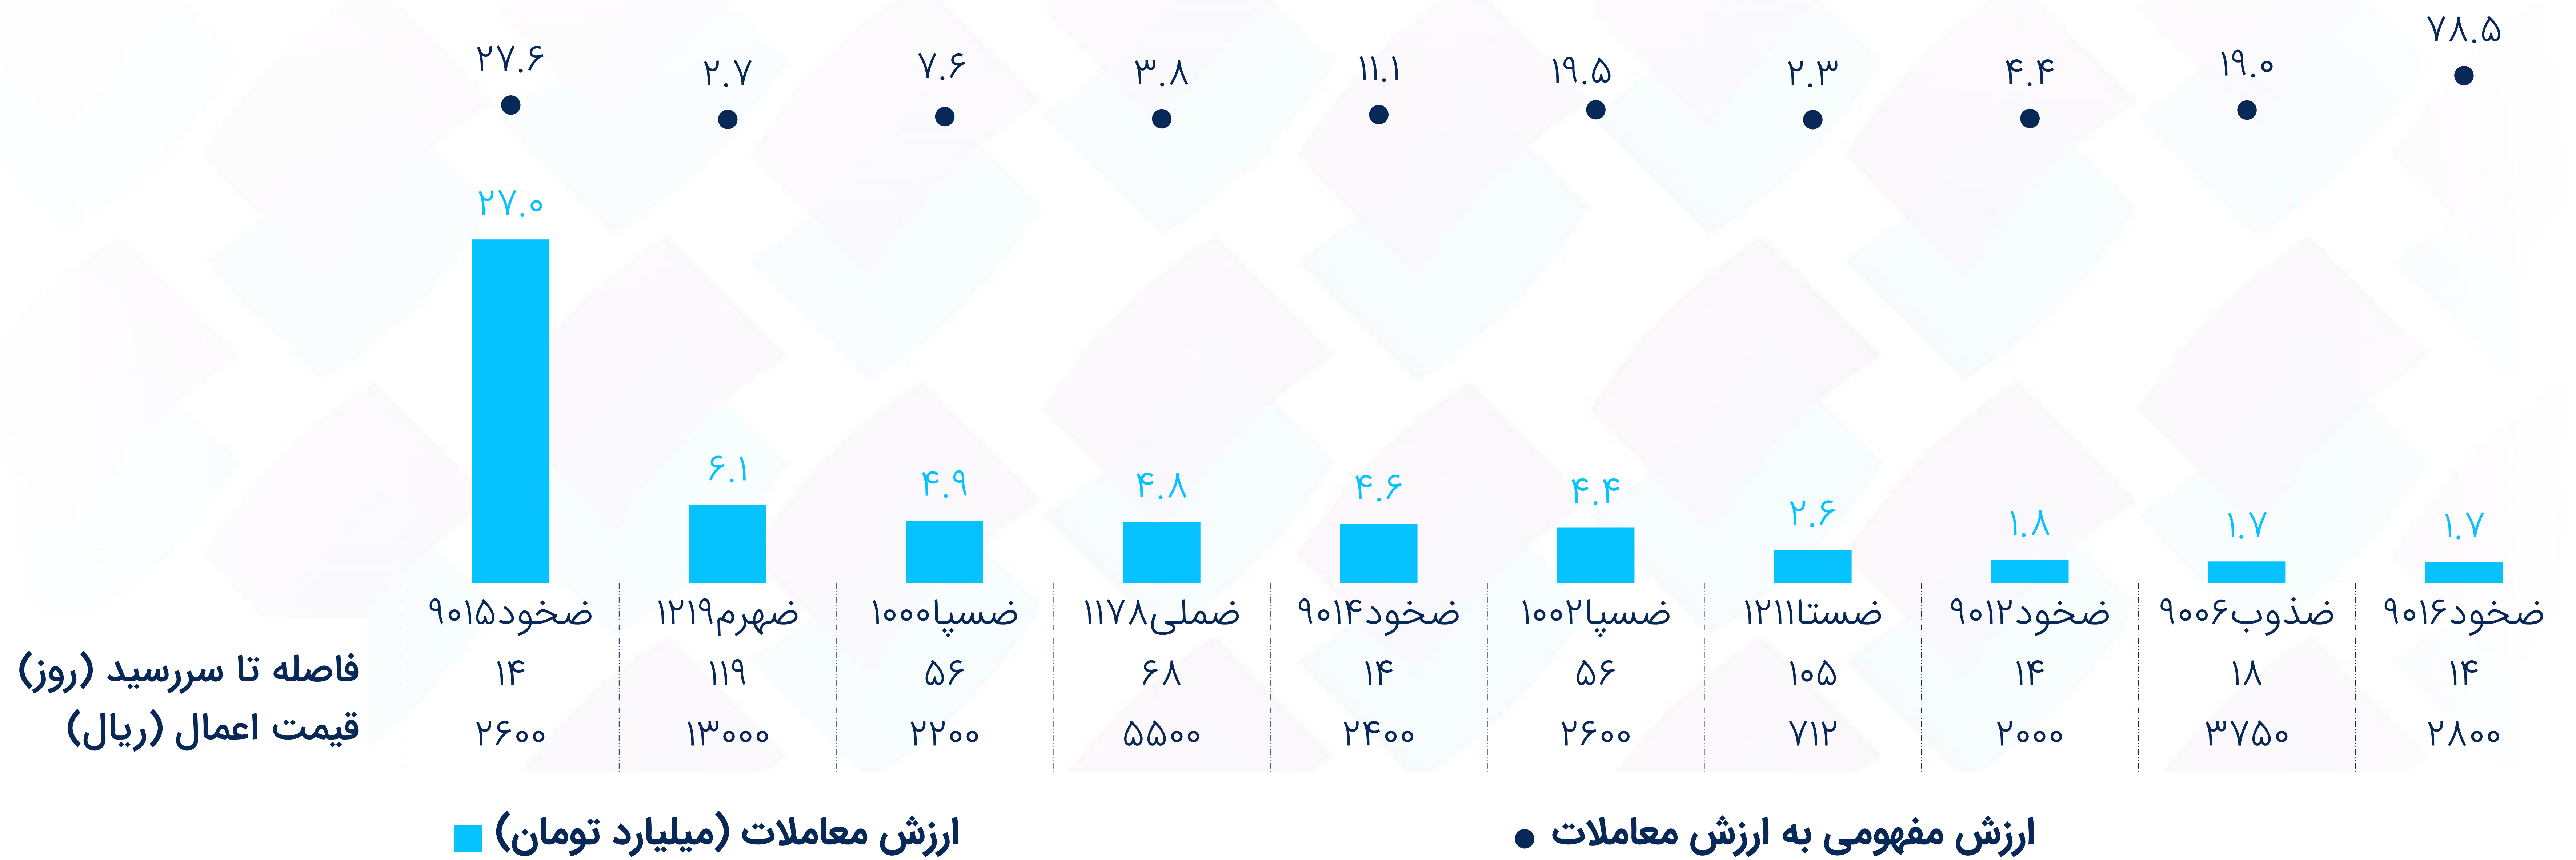 ۲۷.۶ ۲.۷ ۷.۶ ۳.۸ ۱۱.۱ ۱۹.۵ ۲.۳ ۴.۴ ۱۹.۰ ۷۸.۵
۲۷.۰ ۶.۱ ۴.۹ ۴.۸ ۴.۶ ۴.۴ ۲.۶ ۱.۸ ۱.۷ ۱.۷
ضخود۹۰۱۵ ضهرم۱۲۱۹ ضسپا۱۰۰۰ ضملی۱۱۷۸ ضخود۹۰۱۴ ضسپا۱۰۰۲ ضستا۱۲۱۱ ضخود۹۰۱۲ ضذوب۹۰۰۶ ضخود۹۰۱۶
فاصله تا سررسید (روز) ۱۴ ۱۱۹ ۵۶ ۶۸ ۱۴ ۵۶ ۱۰۵ ۱۴ ۱۸ ۱۴
قیمت اعمال (ریال) ۲۶۰۰ ۱۳۰۰۰ ۲۲۰۰ ۵۵۰۰ ۲۴۰۰ ۲۶۰۰ ۷۱۲ ۲۰۰۰ ۳۷۵۰ ۲۸۰۰
ارزش معاملات (میلیارد تومان)
ارزش مفهومی به ارزش معاملات